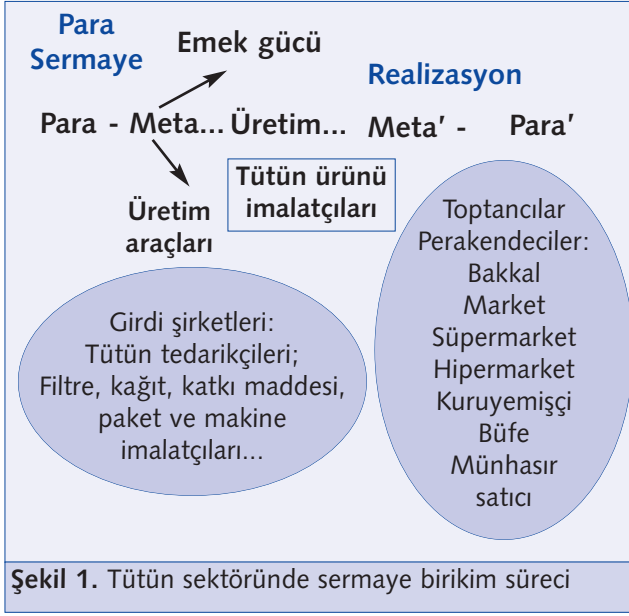 Para
Sermaye
Emek gücü
Realizasyon
Para - Meta... Üretim... Meta' - Para'
Üretim
araçları
Tütün ürünü
imalatçıları
Girdi şirketleri:
Tütün tedarikçileri;
Filtre, kağıt, katkı maddesi,
paket ve makine
imalatçıları...
Toptancılar
Perakendeciler:
Bakkal
Market
Süpermarket
Hipermarket
Kuruyemişçi
Büfe
Münhasır
satıcı
Şekil 1. Tütün sektöründe sermaye birikim süreci